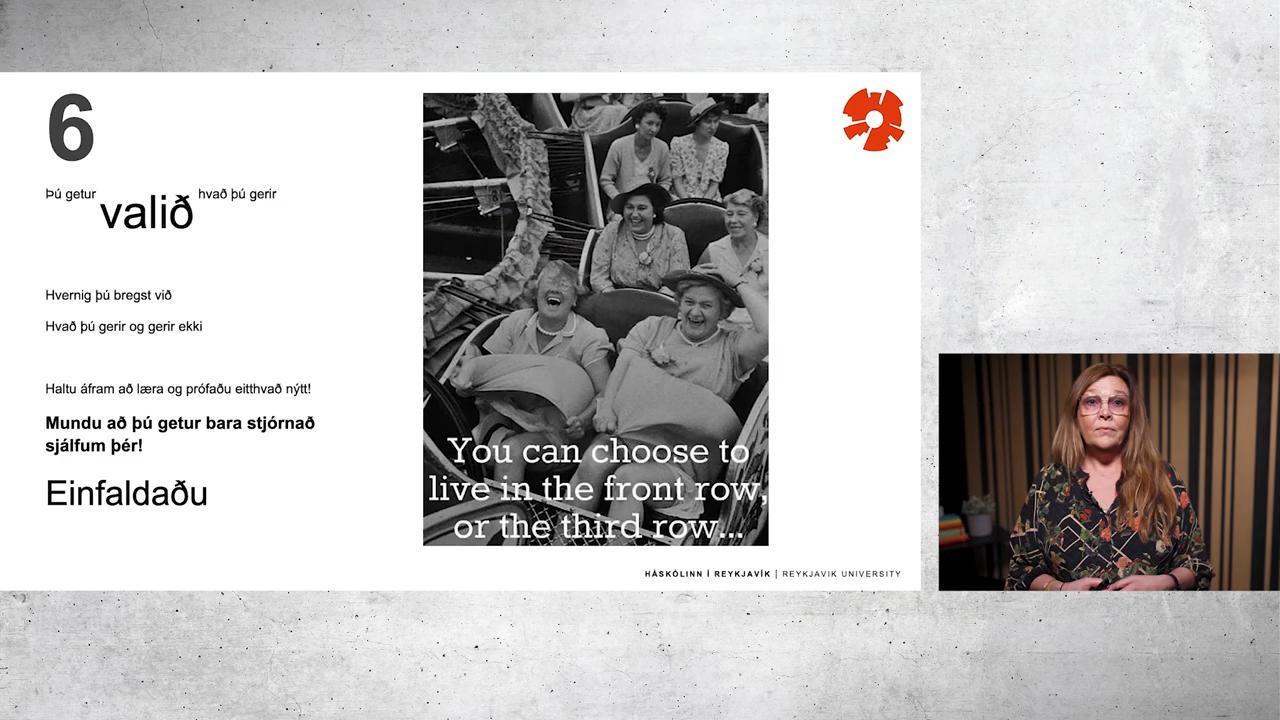 6
Þú getur valið hvað þú gerir
Hvernig þú bregst við
Hvað þú gerir og gerir ekki
Haltu áfram að læra og prófaðu eitthvað nýtt!
Mundu að þú getur bara stjórnað
sjálfum þér!
Einfaldaðu
You can choose to
live in the front row,
or the third row...
HÁSKÓLINN Í REYKJAVÍK | REYKJAVIK UNIVERSITY